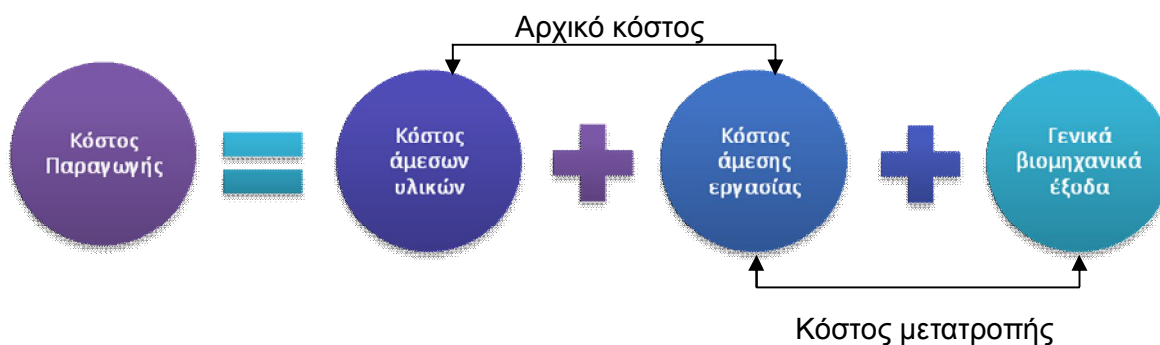 Αρχικό κόστος
Κόστος
Παραγωγής
Κόστος
άμεσων
υλικών
Κόστος
άμεσης
εργασίας
Γενικά
βιομηχανικά
έξοδα
Κόστος μετατροπής